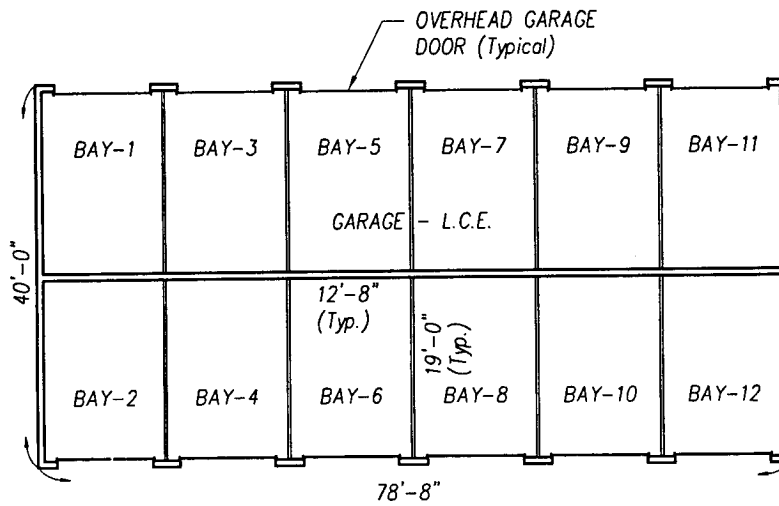 OVERHEAD GARAGE
DOOR (Typical)
BAY-1
BAY-3
BAY-5
BAY-7
BAY-9
BAY-11
GARAGE - L.C.E.
40'-0"
12'-8"
(Typ.)
19'-0"
(Typ.)
BAY-2
BAY-4
BAY-6
BAY-8
BAY-10
BAY-12
78'-8"